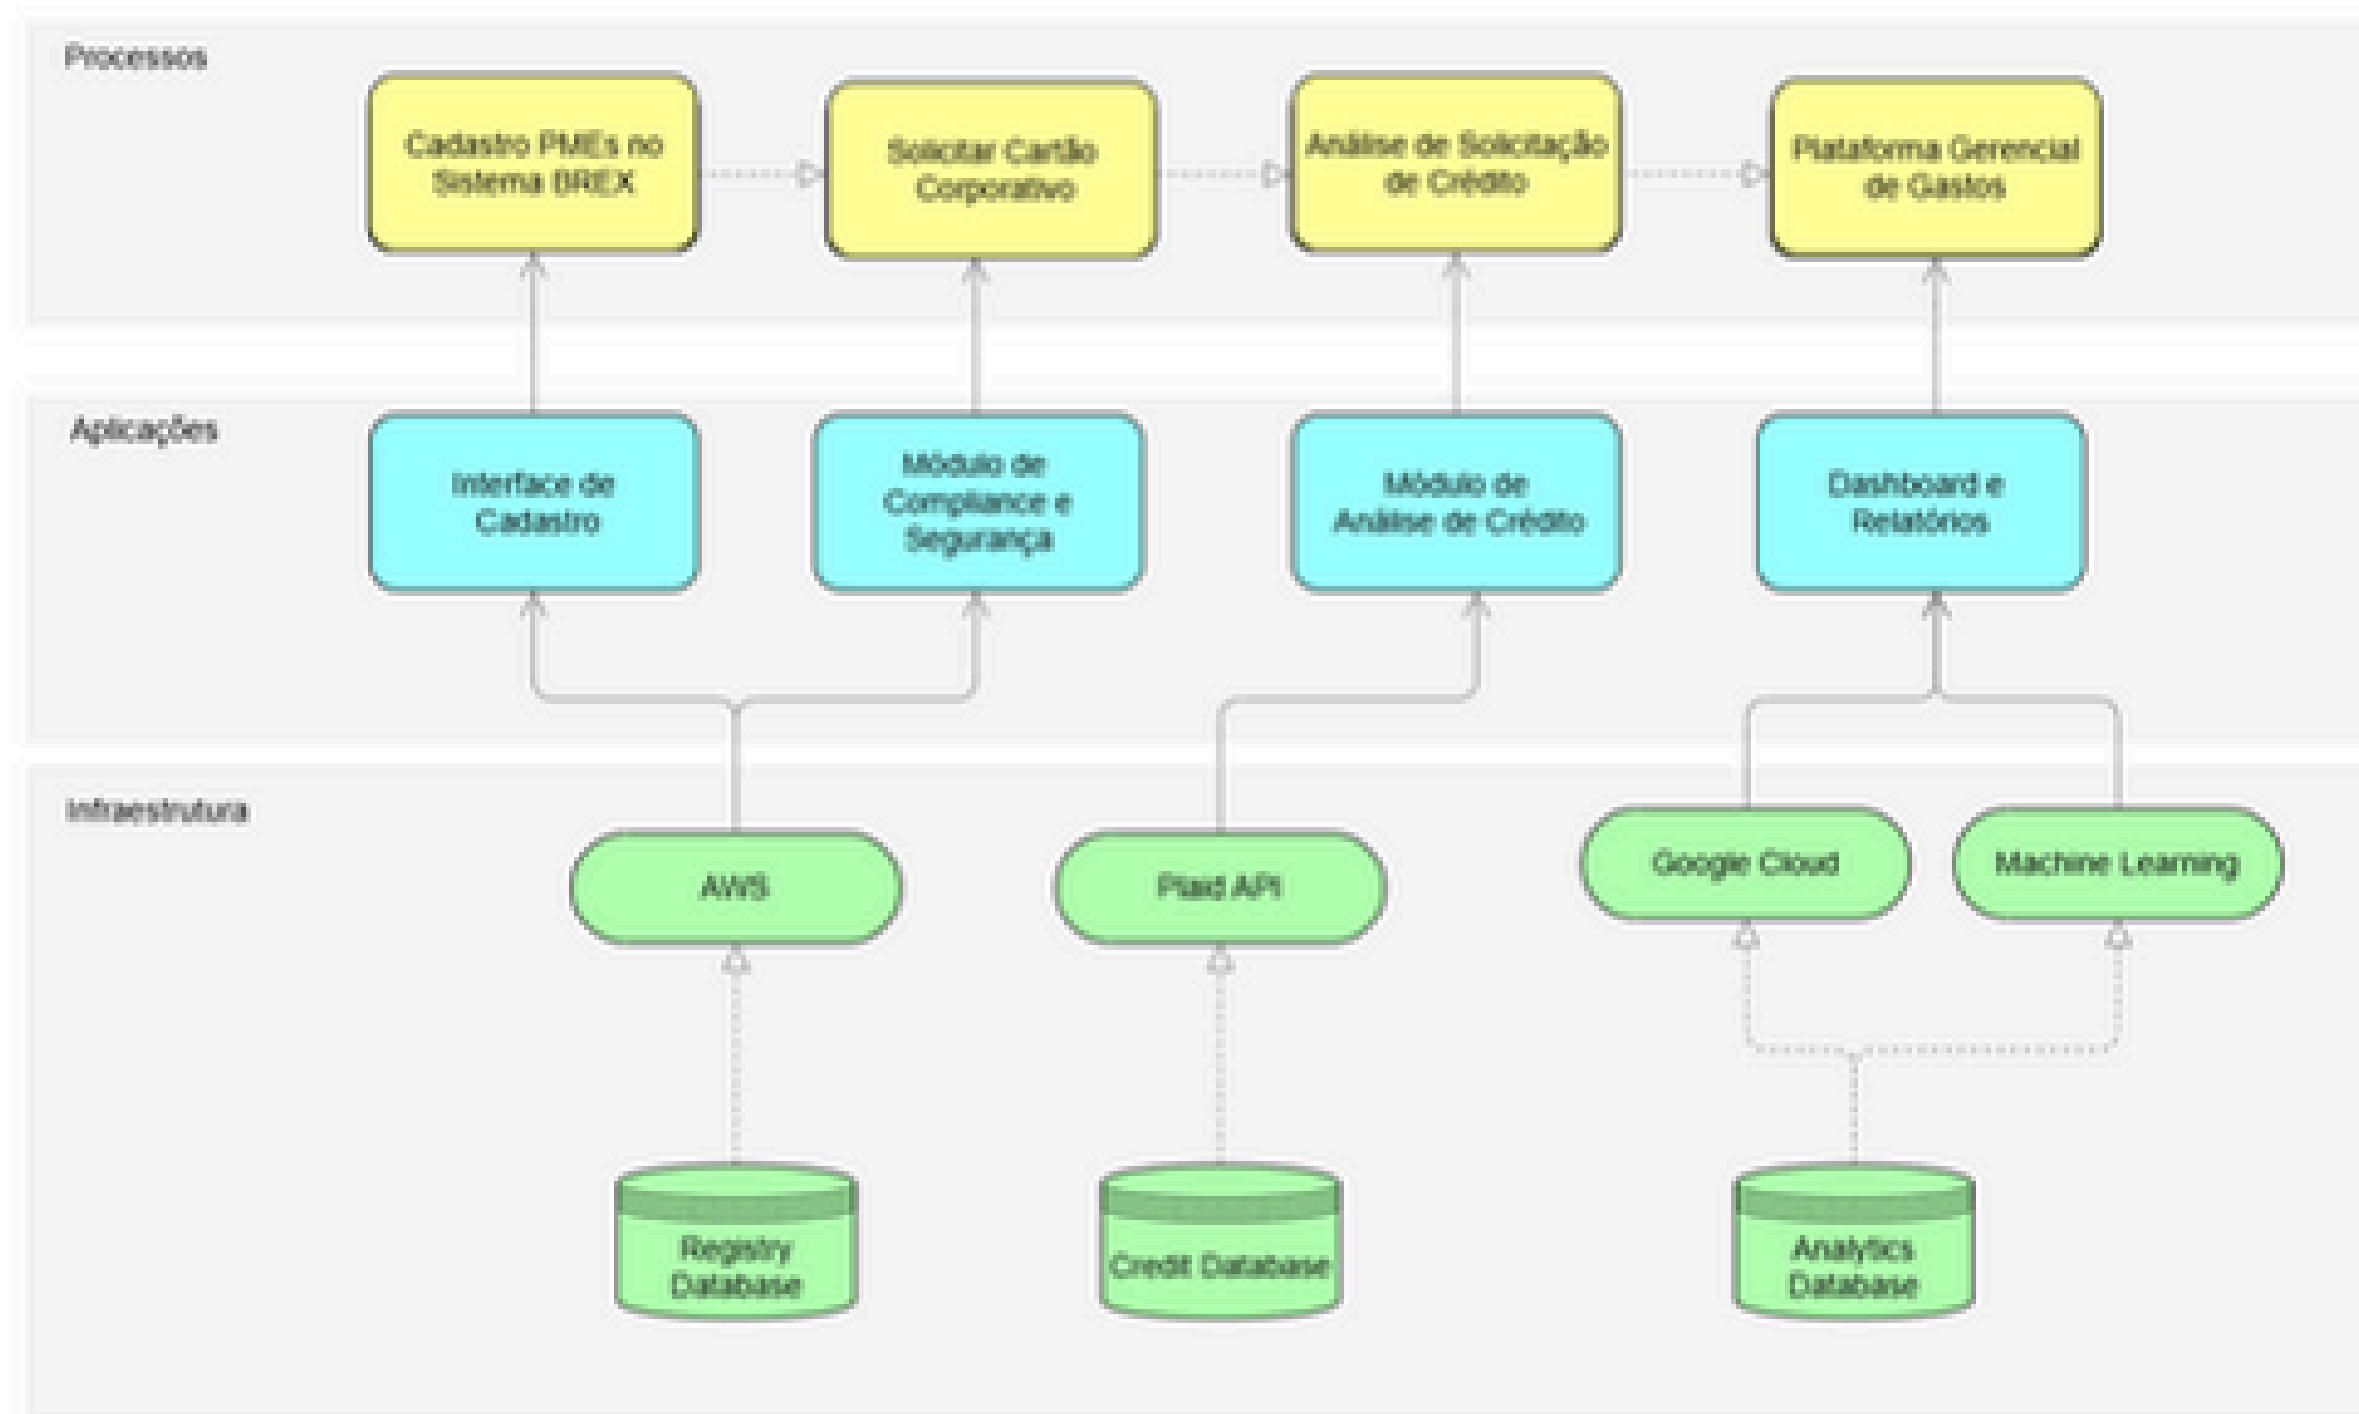 Processos
Cadastro PMEs no
Sistema BREX
Solicitar Cartão
Corporativo
Análise de Solicitação
de Crédito
Plataforma Gerencial
de Gastos
Aplicações
Interface de
Cadastro
Módulo de
Compliance e
Segurança
Módulo de
Análise de Crédito
Dashboard e
Relatórios
Infraestrutura
AWS
Plaid API
Google Cloud
Machine Learning
Registry
Database
Credit Database
Analytics
Database